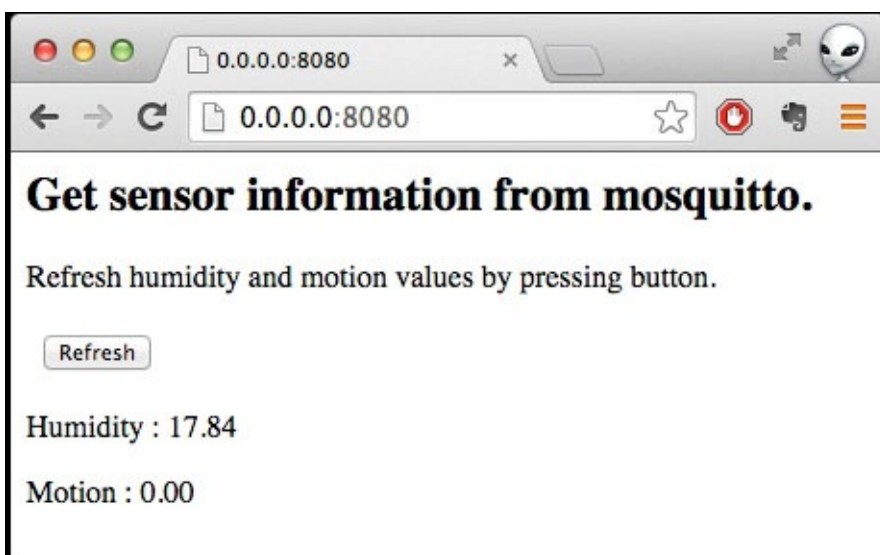 0.0.0.0:8080
0.0.0.0:8080
Get sensor information from mosquitto.
Refresh humidity and motion values by pressing button.
Refresh
Humidity : 17.84
Motion : 0.00